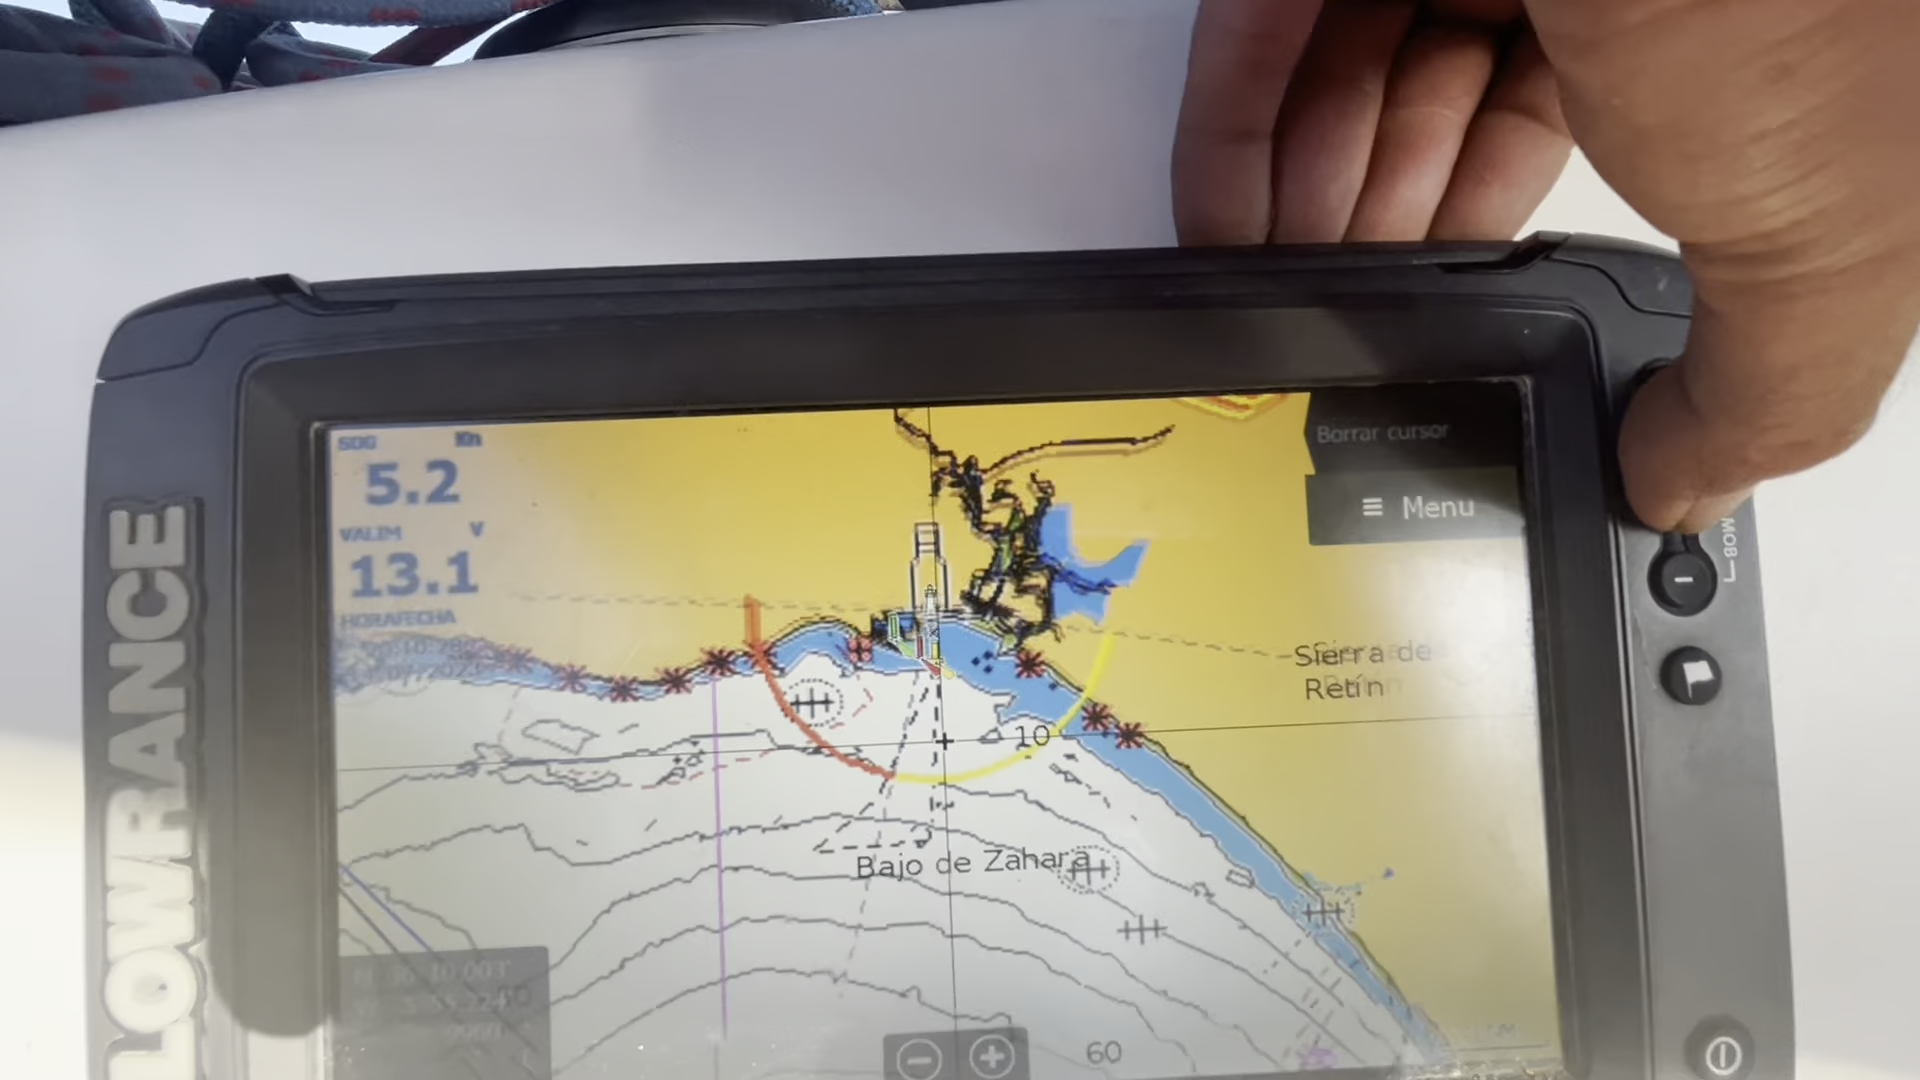 LOWRANCE
SOG Kn
5.2
VALIM V
13.1
HORAFECHA
Borrar cursor
Menu
MOB
Sierra de
Retín
10
Bajo de Zahara
60